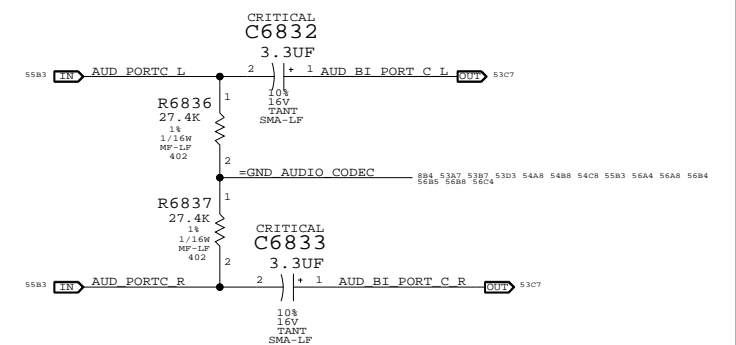 CRITICAL
C6832
3.3UF
55B3 IN AUD_PORTC_L 2 + 1 AUD_BI_PORT_C_L OUT 53C7
10%
16V
TANT
SMA-LF
1
R6836
27.4K
1%
1/16W
MF-LF
402
2
=GND_AUDIO_CODEC 8B4 53A7 53B7 53D3 54A8 54B8 54C8 55B3 56A4 56A8 56B4
56B5 56B8 56C4
1
R6837
27.4K
1%
1/16W
MF-LF
402
2
CRITICAL
C6833
3.3UF
55B3 IN AUD_PORTC_R 2 + 1 AUD_BI_PORT_C_R OUT 53C7
10%
16V
TANT
SMA-LF